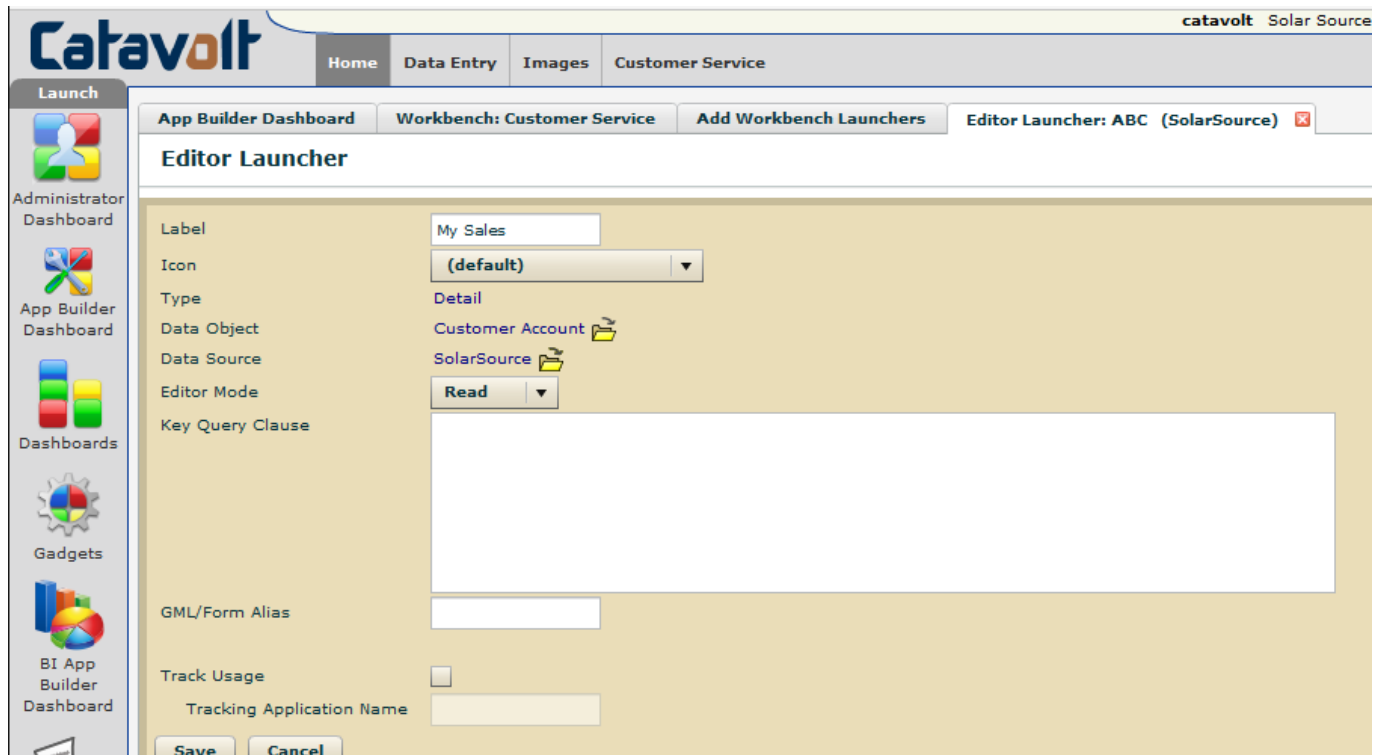 catavolt Solar Source
Catavolt
Home Data Entry Images Customer Service
Launch
App Builder Dashboard Workbench: Customer Service Add Workbench Launchers Editor Launcher: ABC (SolarSource)
Editor Launcher
Administrator
Dashboard
App Builder
Dashboard
Dashboards
Gadgets
BI App
Builder
Dashboard
Label My Sales
Icon (default)
Type Detail
Data Object Customer Account
Data Source SolarSource
Editor Mode Read
Key Query Clause
GML/Form Alias
Track Usage
Tracking Application Name
Save Cancel